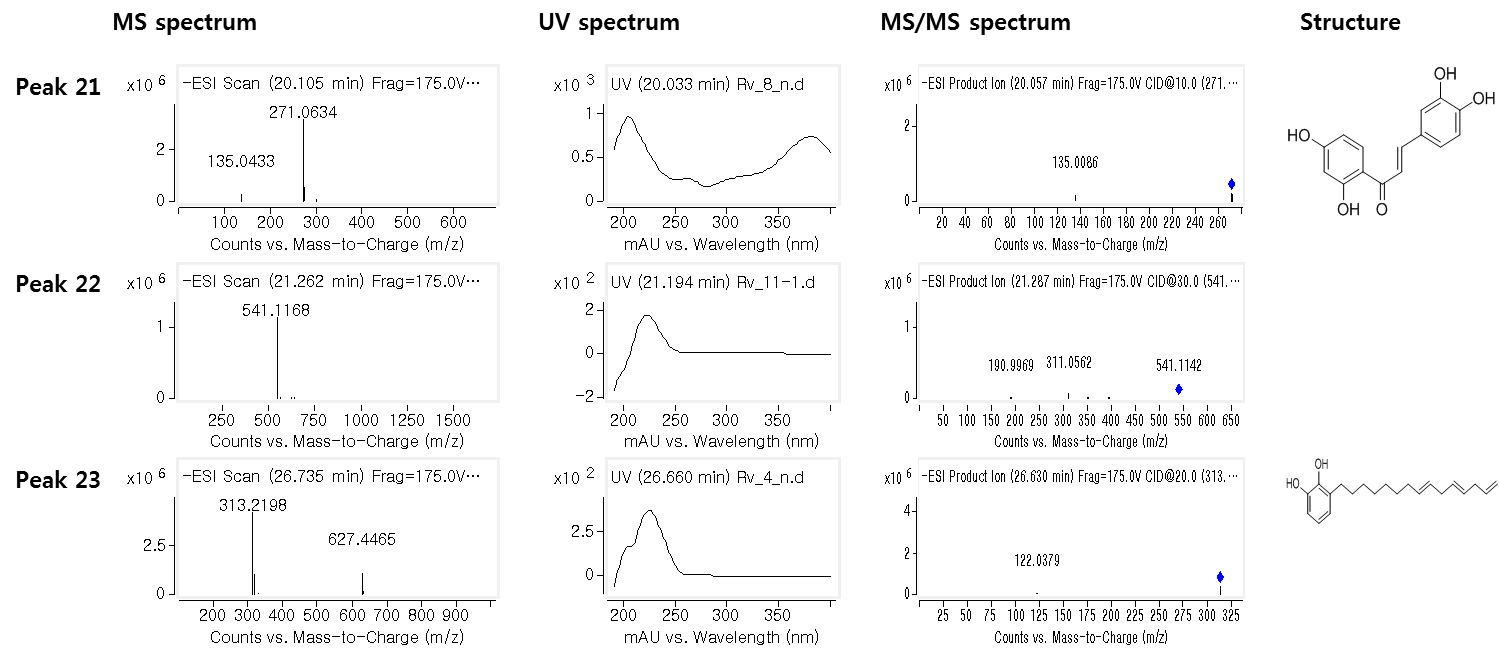 MS spectrum UV spectrum MS/MS spectrum Structure
Peak 21
x10 6 -ESI Scan (20.105 min) Frag=175.0V···
271.0634
135.0433
2
0
100 200 300 400 500 600
Counts vs. Mass-to-Charge (m/z)
x10 3 UV (20.033 min) Rv_8_n.d
1
0.5
0
200 250 300 350
mAU vs. Wavelength (nm)
x10 6 -ESI Product Ion (20.057 min) Frag=175.0V CID@10.0 (271.···
2
135.0086
0
20 40 60 80 100 120 140 160 180 200 220 240 260
Counts vs. Mass-to-Charge (m/z)
OH
OH
HO
OH O
Peak 22
x10 6 -ESI Scan (21.262 min) Frag=175.0V···
541.1168
1
0
250 500 750 1000 1250 1500
Counts vs. Mass-to-Charge (m/z)
x10 2 UV (21.194 min) Rv_11-1.d
2
0
-2
200 250 300 350
mAU vs. Wavelength (nm)
x10 6 -ESI Product Ion (21.287 min) Frag=175.0V CID@30.0 (541.···
1
190.9969 311.0562 541.1142
0
50 100 150 200 250 300 350 400 450 500 550 600 650
Counts vs. Mass-to-Charge (m/z)
Peak 23
x10 6 -ESI Scan (26.735 min) Frag=175.0V···
313.2198
627.4465
2.5
0
200 300 400 500 600 700 800 900
Counts vs. Mass-to-Charge (m/z)
x10 2 UV (26.660 min) Rv_4_n.d
2.5
0
200 250 300 350
mAU vs. Wavelength (nm)
x10 6 -ESI Product Ion (26.630 min) Frag=175.0V CID@20.0 (313.···
4
2
122.0379
0
25 50 75 100 125 150 175 200 225 250 275 300 325
Counts vs. Mass-to-Charge (m/z)
OH
HO